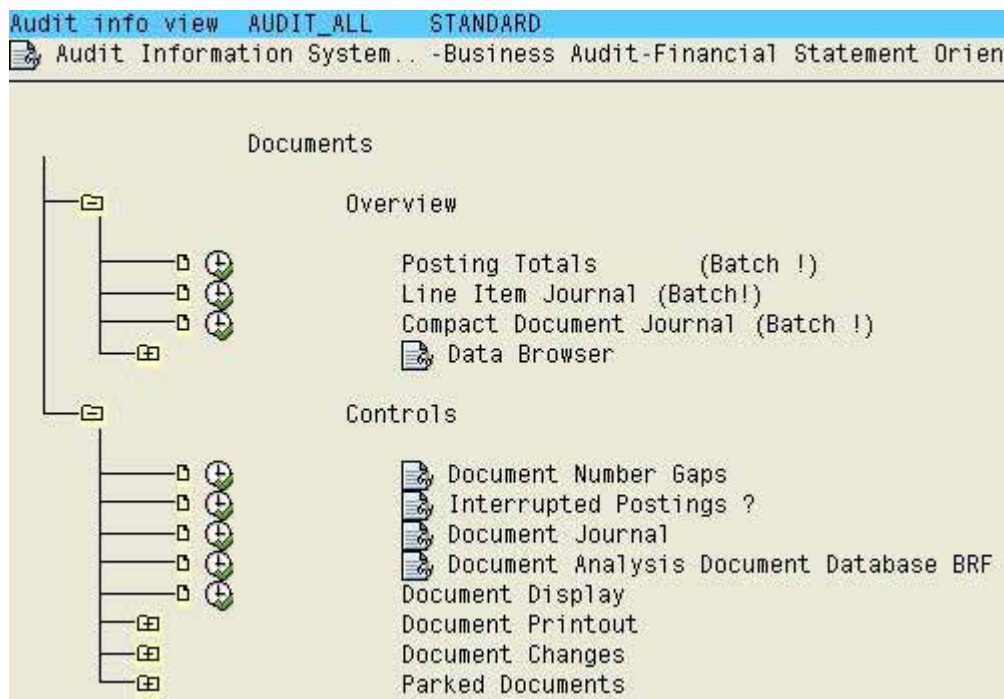 Audit info view AUDIT_ALL STANDARD
Audit Information System.. -Business Audit-Financial Statement Orien
Documents
Overview
Posting Totals (Batch !)
Line Item Journal (Batch!)
Compact Document Journal (Batch !)
Data Browser
Controls
Document Number Gaps
Interrupted Postings ?
Document Journal
Document Analysis Document Database BRF
Document Display
Document Printout
Document Changes
Parked Documents